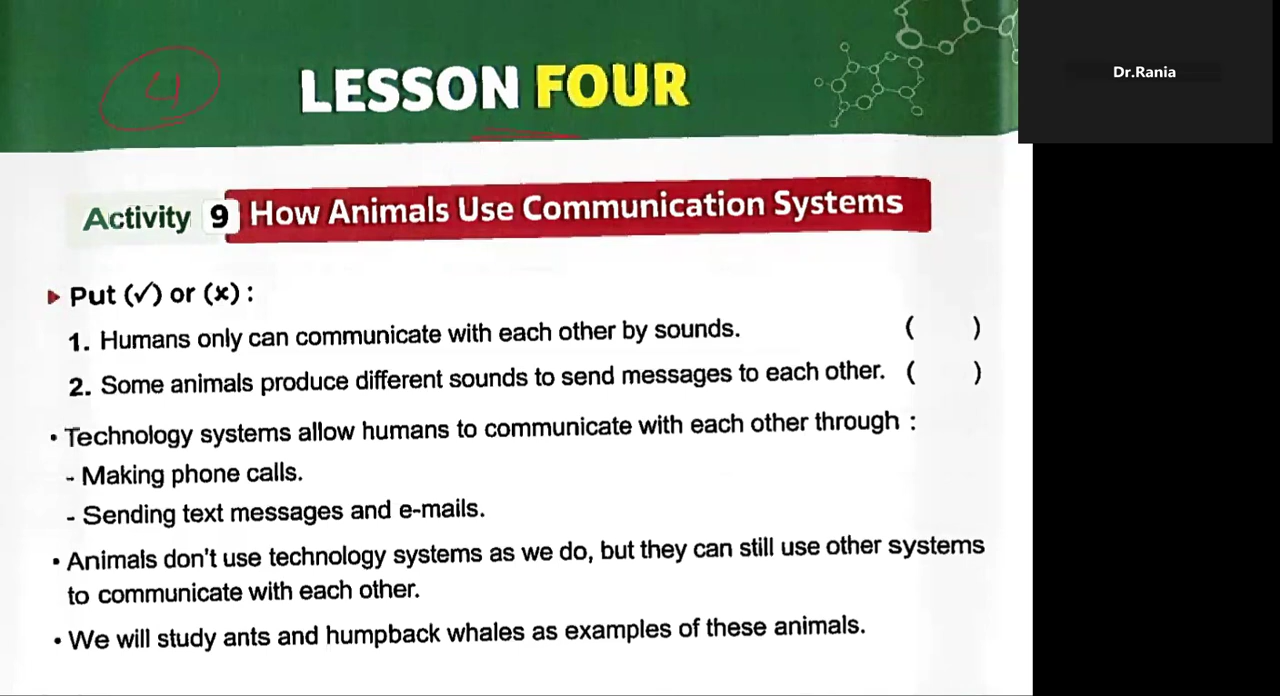 4
LESSON FOUR
Dr.Rania
Activity 9 How Animals Use Communication Systems
▸ Put (✓) or (×) :
1. Humans only can communicate with each other by sounds. ( )
2. Some animals produce different sounds to send messages to each other. ( )
• Technology systems allow humans to communicate with each other through :
- Making phone calls.
- Sending text messages and e-mails.
• Animals don't use technology systems as we do, but they can still use other systems
to communicate with each other.
• We will study ants and humpback whales as examples of these animals.